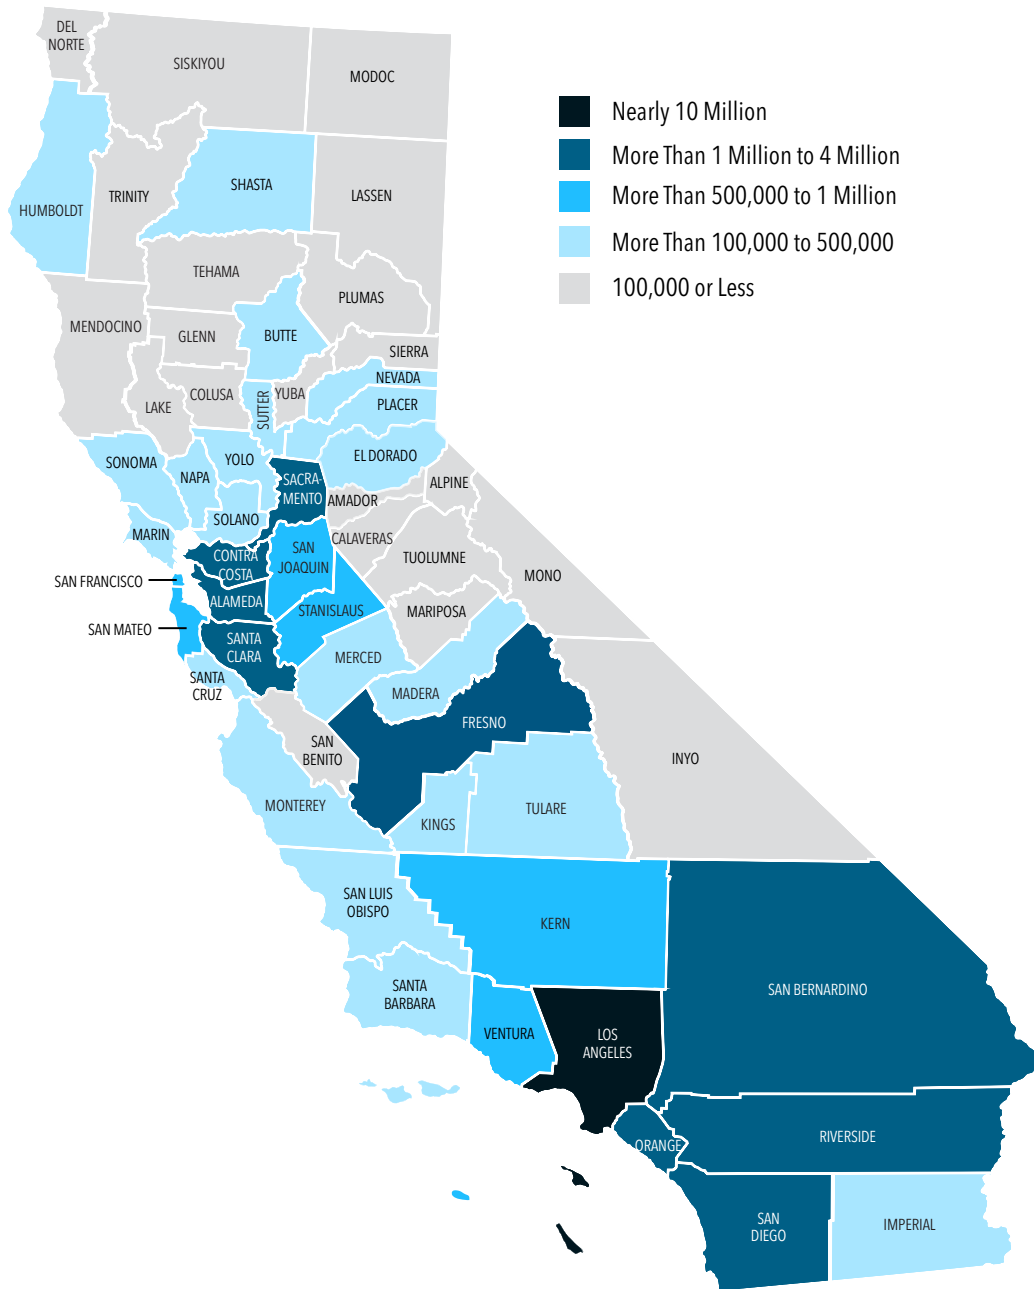 DEL
NORTE
SISKIYOU
MODOC
Nearly 10 Million
More Than 1 Million to 4 Million
More Than 500,000 to 1 Million
More Than 100,000 to 500,000
100,000 or Less
HUMBOLDT
TRINITY
SHASTA
LASSEN
TEHAMA
PLUMAS
MENDOCINO
GLENN
BUTTE
SIERRA
NEVADA
LAKE
COLUSA
SUTTER
YUBA
PLACER
SONOMA
NAPA
YOLO
EL DORADO
SACRA-
MENTO
AMADOR
ALPINE
MARIN
SOLANO
CALAVERAS
TUOLUMNE
MONO
CONTRA
COSTA
SAN
JOAQUIN
SAN FRANCISCO
ALAMEDA
STANISLAUS
MARIPOSA
SAN MATEO
SANTA
CLARA
MERCED
SANTA
CRUZ
MADERA
FRESNO
SAN
BENITO
INYO
MONTEREY
KINGS
TULARE
SAN LUIS
OBISPO
KERN
SANTA
BARBARA
SAN BERNARDINO
VENTURA
LOS
ANGELES
ORANGE
RIVERSIDE
SAN
DIEGO
IMPERIAL